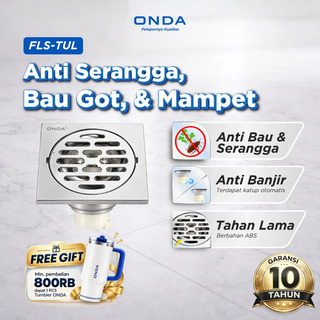 ONDA
Pelopornya Kualitas
FLS-TUL
Anti Serangga,
Bau Got, & Mampet
ONDA
Anti Bau &
Serangga
Anti Banjir
Terdapat katup otomatis
Tahan Lama
Berbahan ABS
FREE GIFT
Min. pembelian
800RB
dapat 1 PCS
Tumbler ONDA
ONDA
GARANSI
10
TAHUN